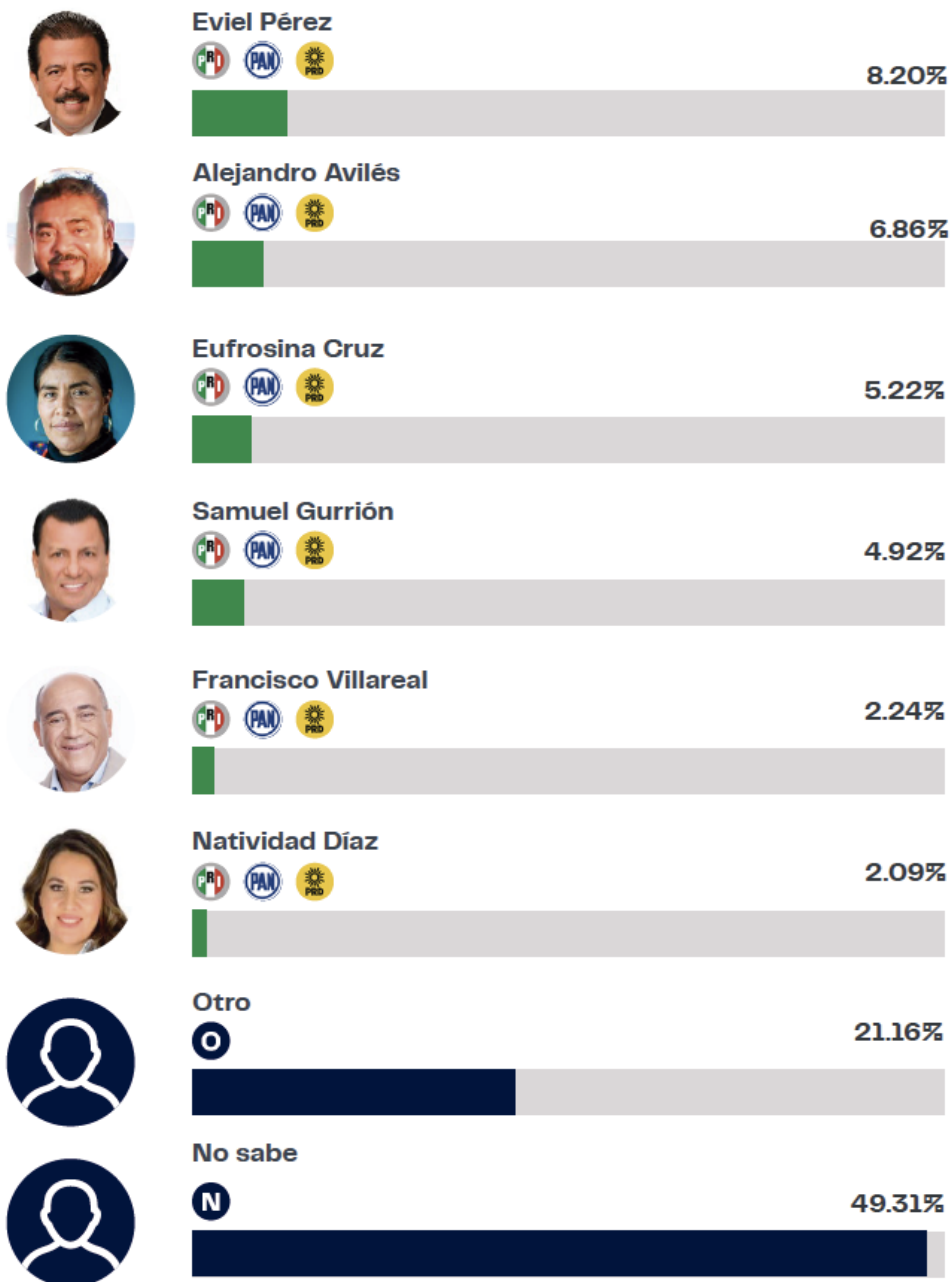 Eviel Pérez
PRI PAN PRD
8.20%
Alejandro Avilés
PRI PAN PRD
6.86%
Eufrosina Cruz
PRI PAN PRD
5.22%
Samuel Gurrión
PRI PAN PRD
4.92%
Francisco Villareal
PRI PAN PRD
2.24%
Natividad Díaz
PRI PAN PRD
2.09%
Otro
O
21.16%
No sabe
N
49.31%